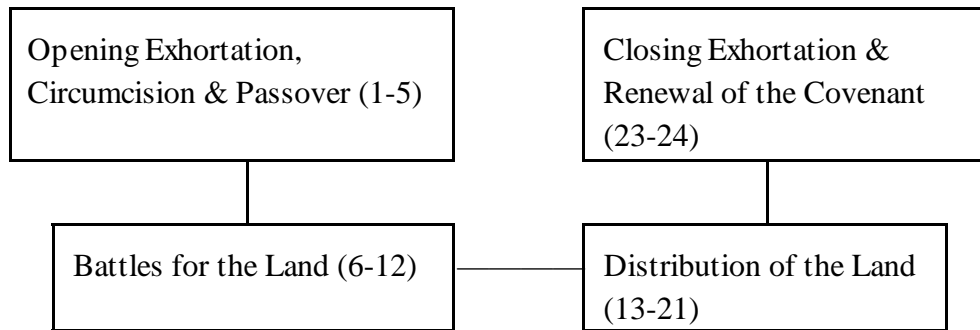 Opening Exhortation,
Circumcision & Passover (1-5)
Closing Exhortation &
Renewal of the Covenant
(23-24)
Battles for the Land (6-12)
Distribution of the Land
(13-21)